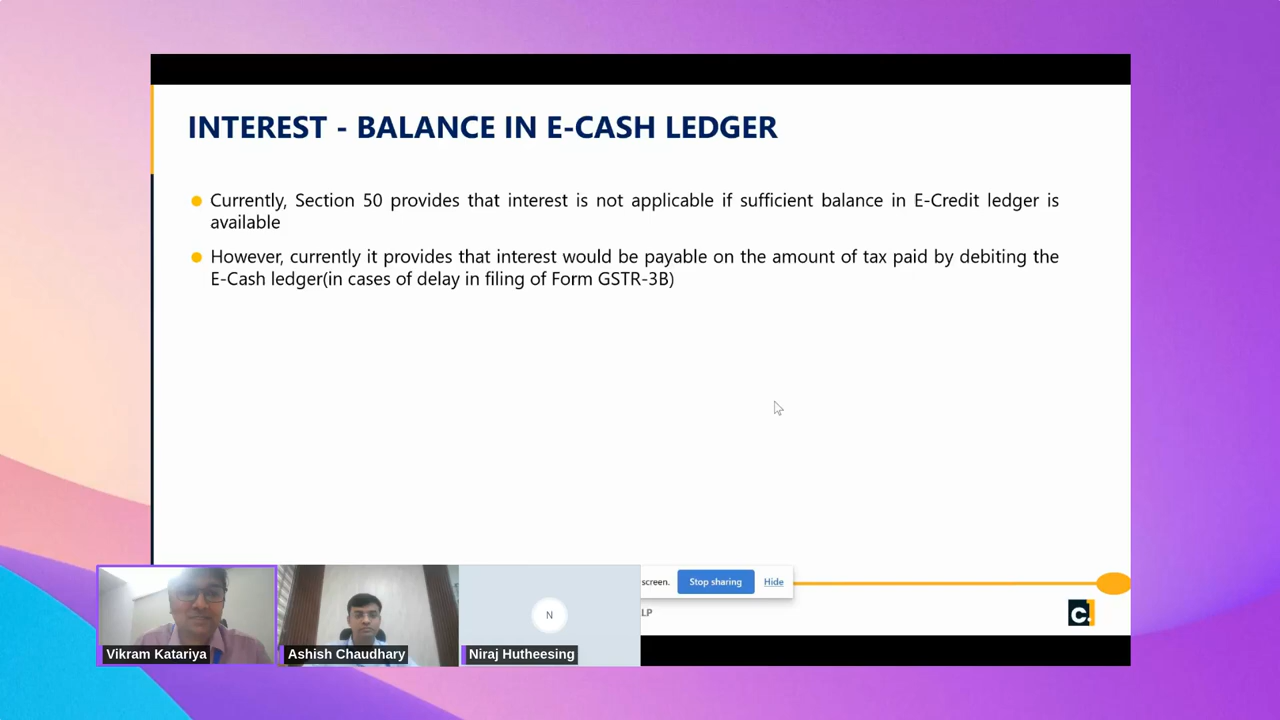 INTEREST - BALANCE IN E-CASH LEDGER
Currently, Section 50 provides that interest is not applicable if sufficient balance in E-Credit ledger is
available
However, currently it provides that interest would be payable on the amount of tax paid by debiting the
E-Cash ledger(in cases of delay in filing of Form GSTR-3B)
screen.
Stop sharing
Hide
LP
c.
N
Vikram Katariya
Ashish Chaudhary
Niraj Hutheesing